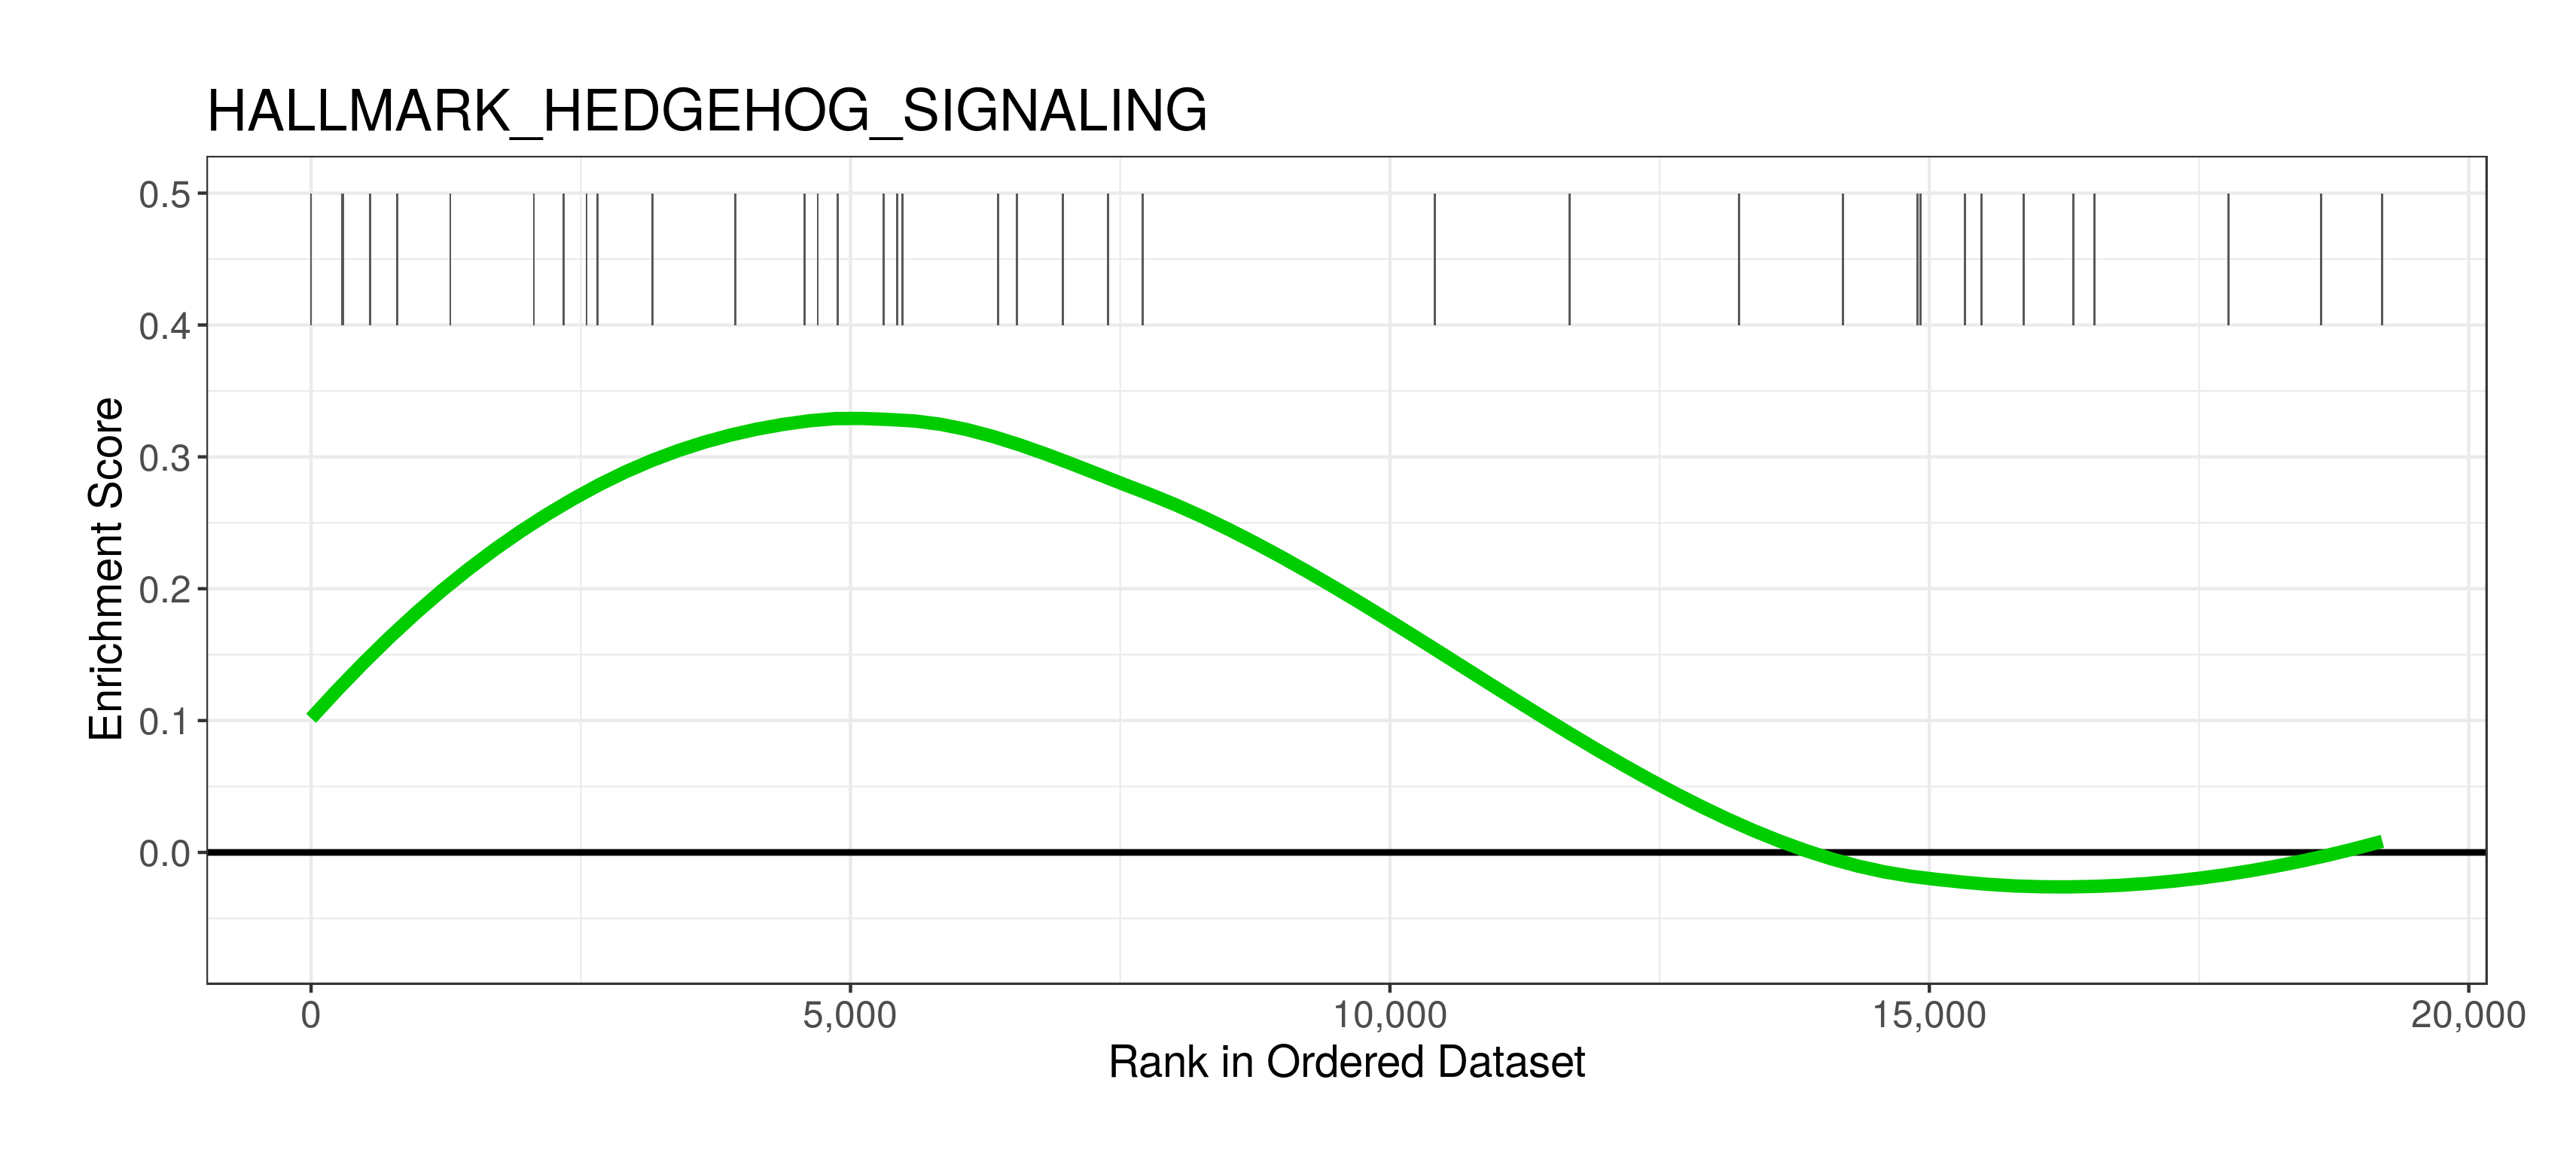 HALLMARK_HEDGEHOG_SIGNALING
0.5
0.4
0.3
0.2
0.1
0.0
Enrichment Score
0 5,000 10,000 15,000 20,000
Rank in Ordered Dataset